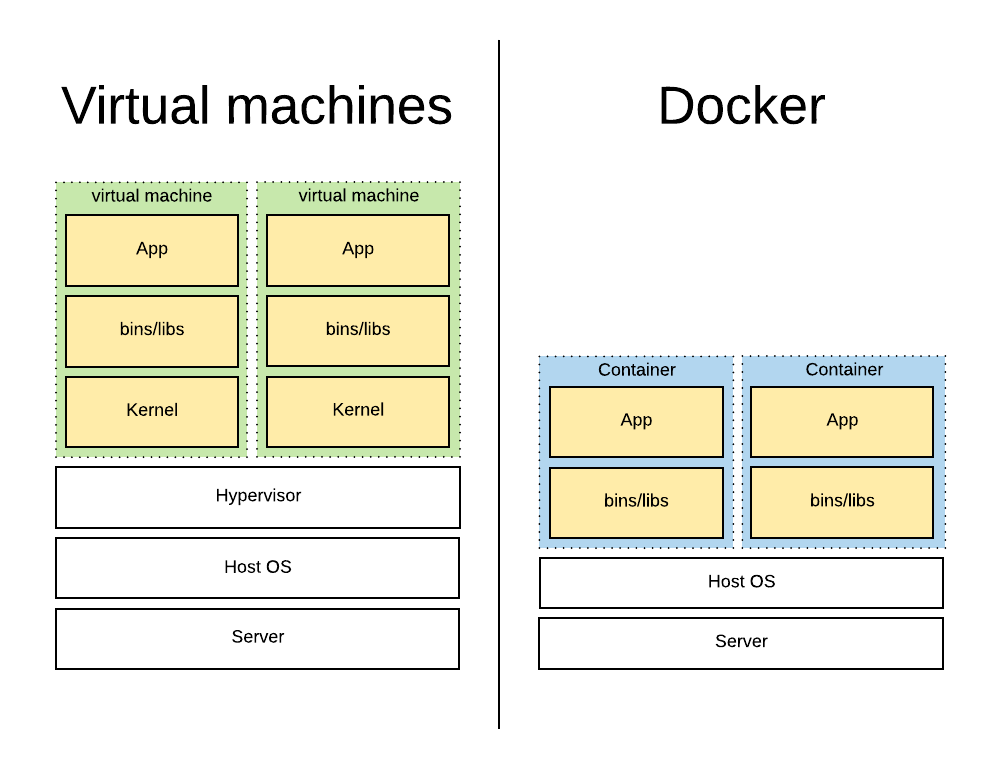 Virtual machines
virtual machine
App
bins/libs
Kernel
virtual machine
App
bins/libs
Kernel
Hypervisor
Host OS
Server
Docker
Container
App
bins/libs
Container
App
bins/libs
Host OS
Server